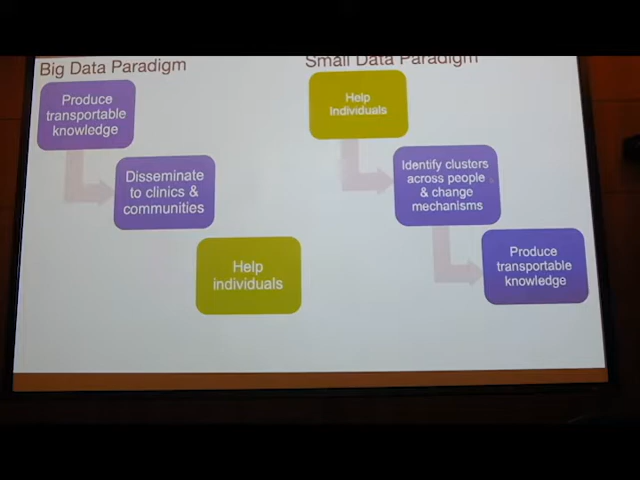 Big Data Paradigm
Produce
transportable
knowledge
Disseminate
to clinics &
communities
Help
individuals
Small Data Paradigm
Help
Individuals
Identify clusters
across people
& change
mechanisms
Produce
transportable
knowledge